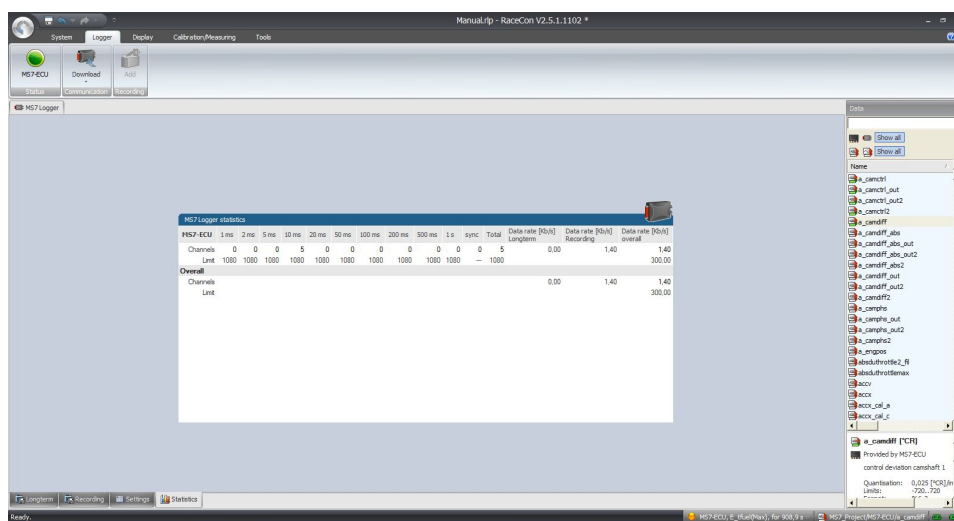 Manual.rlp - RaceCon V2.5.1.1102 *
System Logger Display Calibration/Measuring Tools
MS7-ECU Download Add
Status Communication Recording
MS7 Logger
Data
Show all
Show all
Name
a_camctrl
a_camctrl_out
a_camctrl_out2
a_camctrl2
a_camdiff
a_camdiff_abs
a_camdiff_abs_out
a_camdiff_abs_out2
a_camdiff_abs2
a_camdiff_out
a_camdiff_out2
a_camdiff2
a_camphs
a_camphs_out
a_camphs_out2
a_camphs2
a_engpos
absduthrottle2_fil
absduthrottlemax
accv
accx
accx_cal_a
accx_cal_c
MS7 Logger statistics
MS7-ECU 1 ms 2 ms 5 ms 10 ms 20 ms 50 ms 100 ms 200 ms 500 ms 1 s sync Total Data rate [Kb/s] Longterm Data rate [Kb/s] Recording Data rate [Kb/s] overall
Channels 0 0 0 5 0 0 0 0 0 0 0 5 0,00 1,40 1,40
Limit 1080 1080 1080 1080 1080 1080 1080 1080 1080 1080 — 1080 300,00
Overall
Channels 0,00 1,40 1,40
Limit 300,00
a_camdiff [°CR]
Provided by MS7-ECU
control deviation camshaft 1
Quantisation: 0,025 [°CR]/in
Limits: -720..720
Longterm Recording Settings Statistics
Ready. MS7-ECU, E_tfuel(Max), for 908,9 s MS7_Project/MS7-ECU/a_camdiff